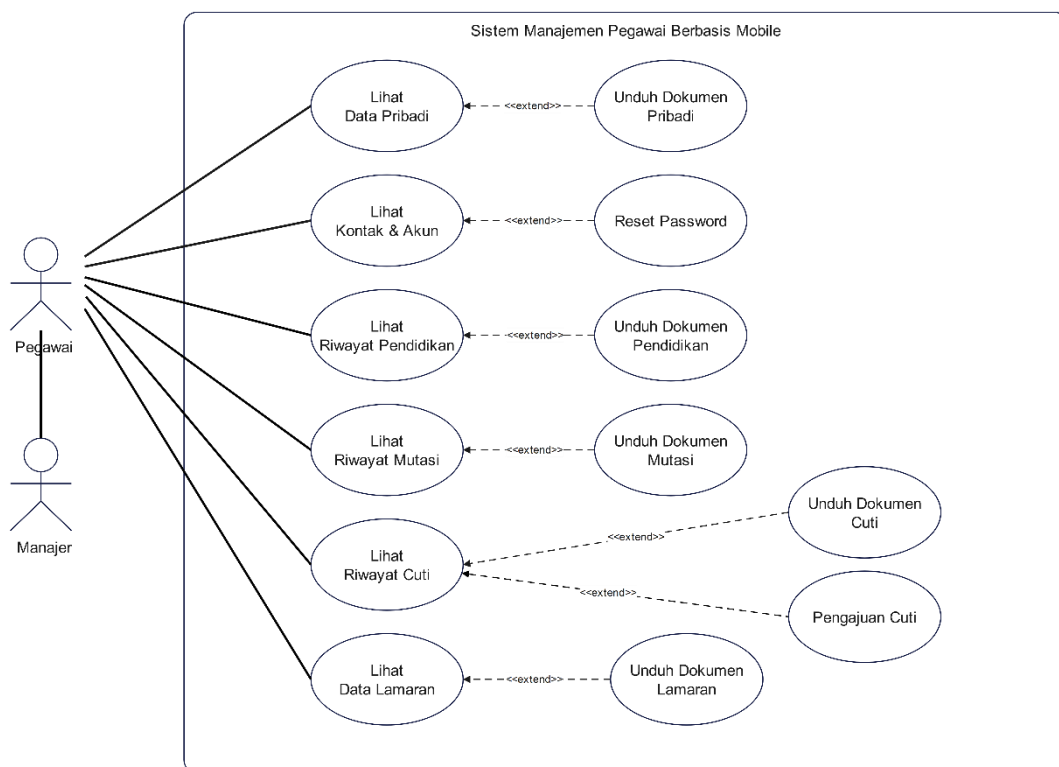 Sistem Manajemen Pegawai Berbasis Mobile
Lihat
Data Pribadi
<<extend>>
Unduh Dokumen
Pribadi
Lihat
Kontak & Akun
<<extend>>
Reset Password
Pegawai
Lihat
Riwayat Pendidikan
<<extend>>
Unduh Dokumen
Pendidikan
Lihat
Riwayat Mutasi
<<extend>>
Unduh Dokumen
Mutasi
Manajer
Lihat
Riwayat Cuti
<<extend>>
Unduh Dokumen
Cuti
<<extend>>
Pengajuan Cuti
Lihat
Data Lamaran
<<extend>>
Unduh Dokumen
Lamaran